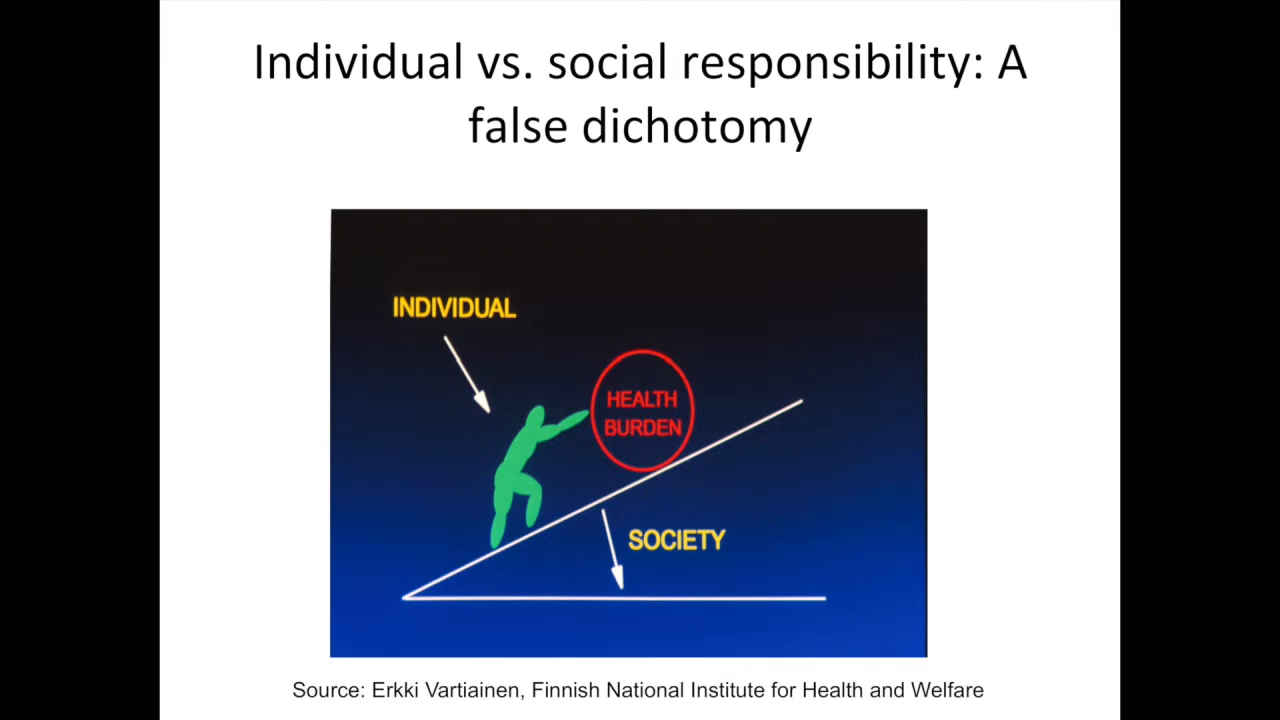 Individual vs. social responsibility: A
false dichotomy
INDIVIDUAL
HEALTH
BURDEN
SOCIETY
Source: Erkki Vartiainen, Finnish National Institute for Health and Welfare